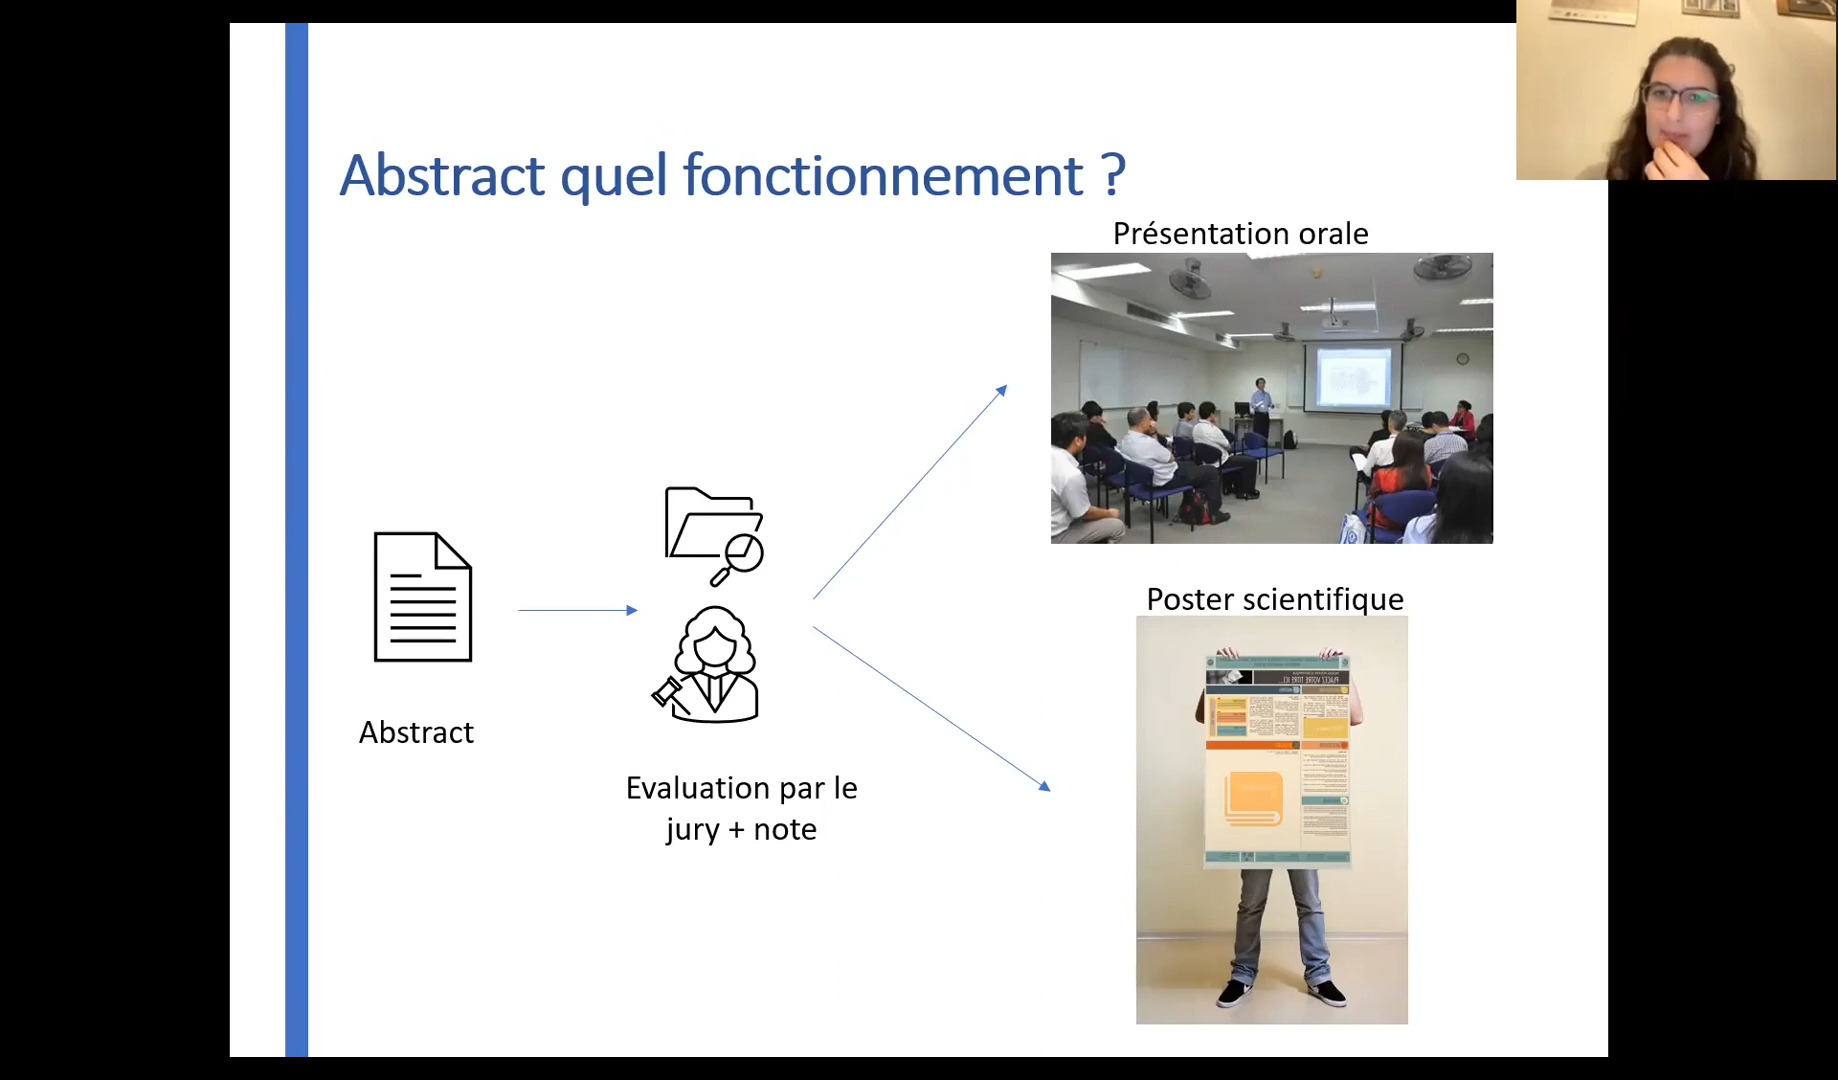 Abstract quel fonctionnement ?
Présentation orale
Poster scientifique
Abstract
Evaluation par le
jury + note